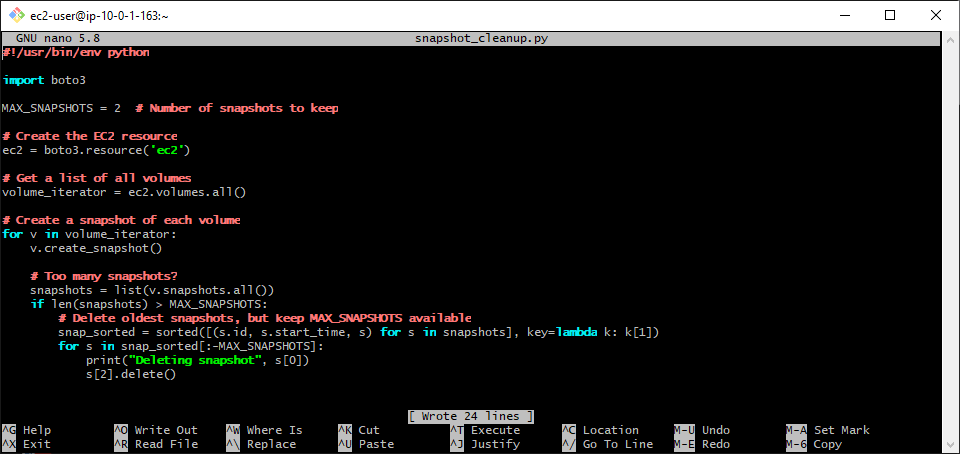 ec2-user@ip-10-0-1-163:~
GNU nano 5.8 snapshot_cleanup.py
#!/usr/bin/env python
import boto3
MAX_SNAPSHOTS = 2  # Number of snapshots to keep
# Create the EC2 resource
ec2 = boto3.resource('ec2')
# Get a list of all volumes
volume_iterator = ec2.volumes.all()
# Create a snapshot of each volume
for v in volume_iterator:
    v.create_snapshot()
    # Too many snapshots?
    snapshots = list(v.snapshots.all())
    if len(snapshots) > MAX_SNAPSHOTS:
        # Delete oldest snapshots, but keep MAX_SNAPSHOTS available
        snap_sorted = sorted([(s.id, s.start_time, s) for s in snapshots], key=lambda k: k[1])
        for s in snap_sorted[:-MAX_SNAPSHOTS]:
            print("Deleting snapshot", s[0])
            s[2].delete()
[ Wrote 24 lines ]
^G Help ^O Write Out ^W Where Is ^K Cut ^T Execute ^C Location M-U Undo M-A Set Mark
^X Exit ^R Read File ^\ Replace ^U Paste ^J Justify ^/ Go To Line M-E Redo M-6 Copy